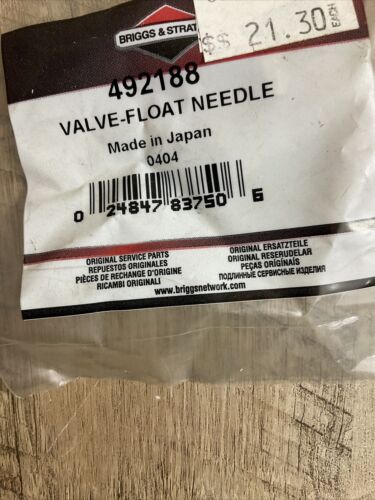 BRIGGS & STRAT
$$ 21.30 EACH
492188
VALVE-FLOAT NEEDLE
Made in Japan
0404
0 24847 83750 6
ORIGINAL SERVICE PARTS
REPUESTOS ORIGINALES
PIÈCES DE RECHANGE D'ORIGINE
RICAMBI ORIGINALI
ORIGINAL ERSATZTEILE
ORIGINAL RESERUDELAR
PEÇAS ORIGINAIS
ПОДЛИННЫЕ СЕРВИСНЫЕ ИЗДЕЛИЯ
www.briggsnetwork.com